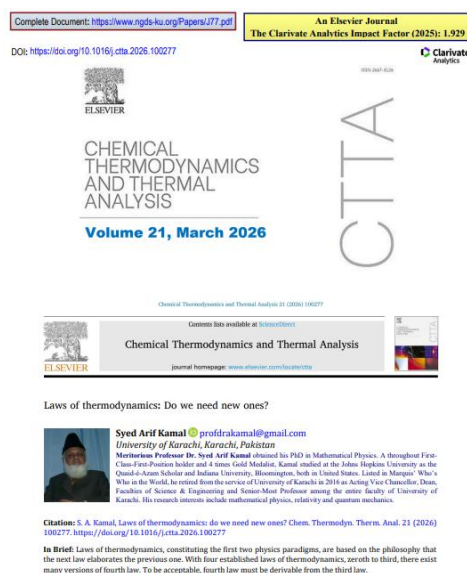 Complete Document: https://www.ngds-ku.org/Papers/J77.pdf
An Elsevier Journal
The Clarivate Analytics Impact Factor (2025): 1.929
DOI: https://doi.org/10.1016/j.ctta.2026.100277
Clarivate
Analytics
ELSEVIER
CHEMICAL
THERMODYNAMICS
AND THERMAL
ANALYSIS
Volume 21, March 2026
CTTA
Chemical Thermodynamics and Thermal Analysis 21 (2026) 100277
Contents lists available at ScienceDirect
Chemical Thermodynamics and Thermal Analysis
journal homepage: www.elsevier.com/locate/ctta
ELSEVIER
Laws of thermodynamics: Do we need new ones?
Syed Arif Kamal profdrakamal@gmail.com
University of Karachi, Karachi, Pakistan
Meritorious Professor Dr. Syed Arif Kamal obtained his PhD in Mathematical Physics. A throughout First-
Class-First-Position holder and 4 times Gold Medalist, Kamal studied at the Johns Hopkins University as the
Quaid-é-Azam Scholar and Indiana University, Bloomington, both in United States. Listed in Marquis' Who's
Who in the World, he retired from the service of University of Karachi in 2016 as Acting Vice Chancellor, Dean,
Faculties of Science & Engineering and Senior-Most Professor among the entire faculty of University of
Karachi. His research interests include mathematical physics, relativity and quantum mechanics.
Citation: S. A. Kamal, Laws of thermodynamics: do we need new ones? Chem. Thermodyn. Therm. Anal. 21 (2026)
100277. https://doi.org/10.1016/j.ctta.2026.100277
In Brief: Laws of thermodynamics, constituting the first two physics paradigms, are based on the philosophy that
the next law elaborates the previous one. With four established laws of thermodynamics, zeroth to third, there exist
many versions of fourth law. To be acceptable, fourth law must be derivable from the third law.